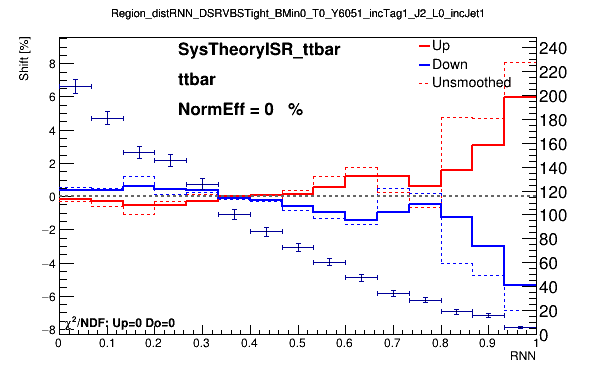 Region_distRNN_DSRVBSTight_BMin0_T0_Y6051_incTag1_J2_L0_incJet1
Shift [%]
SysTheoryISR_ttbar
ttbar
NormEff = 0 %
Up
Down
Unsmoothed
8
6
4
2
0
−2
−4
−6
−8
240
220
200
180
160
140
120
100
80
60
40
20
0
χ²/NDF: Up=0 Do=0
0 0.1 0.2 0.3 0.4 0.5 0.6 0.7 0.8 0.9 1
RNN